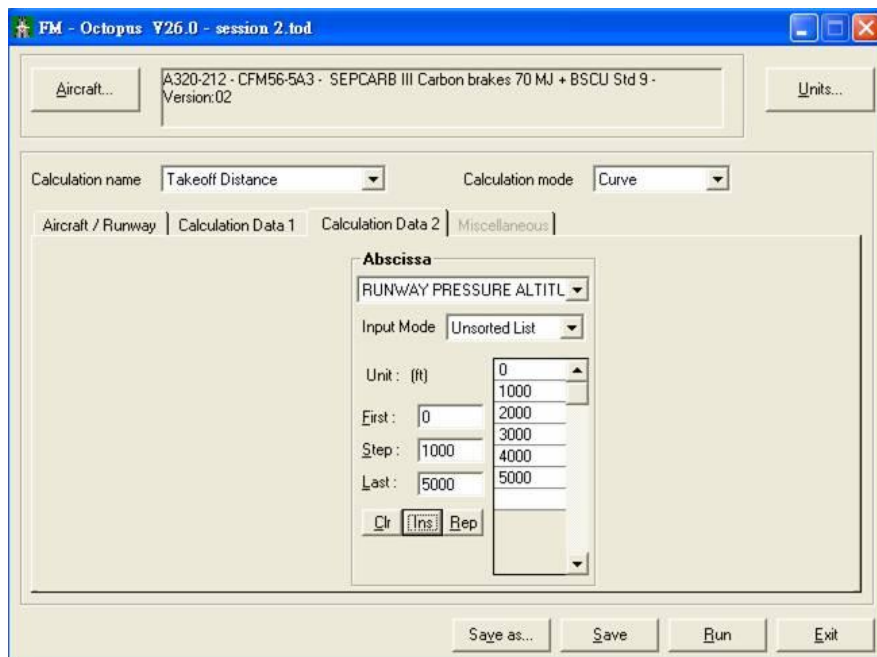 FM - Octopus V26.0 - session 2.tod
Aircraft...
A320-212 - CFM56-5A3 - SEPCARB III Carbon brakes 70 MJ + BSCU Std 9 -
Version:02
Units...
Calculation name
Takeoff Distance
Calculation mode
Curve
Aircraft / Runway
Calculation Data 1
Calculation Data 2
Miscellaneous
Abscissa
RUNWAY PRESSURE ALTITU
Input Mode
Unsorted List
Unit : (ft)
First :
0
Step :
1000
Last :
5000
Clr
Ins
Rep
0
1000
2000
3000
4000
5000
Save as...
Save
Run
Exit